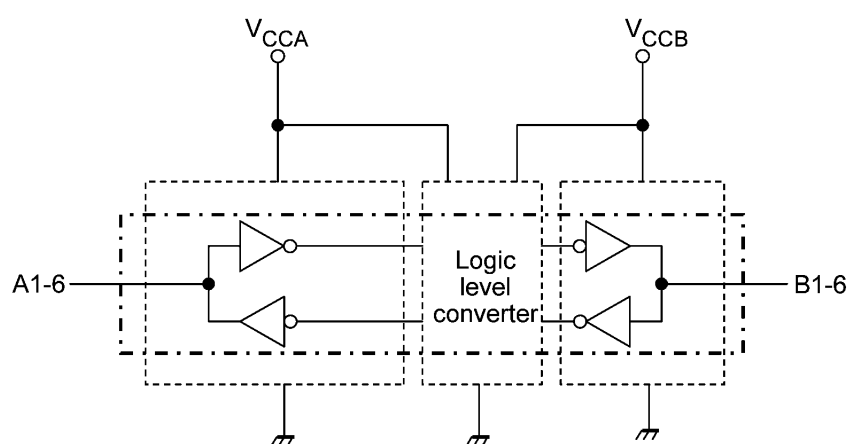 VCCA
VCCB
A1-6
Logic
level
converter
B1-6